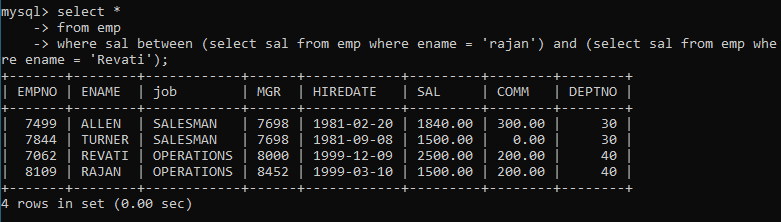 mysql> select *
    -> from emp
    -> where sal between (select sal from emp where ename = 'rajan') and (select sal from emp whe
re ename = 'Revati');
+-------+--------+------------+------+------------+---------+--------+--------+
| EMPNO | ENAME  | job        | MGR  | HIREDATE   | SAL     | COMM   | DEPTNO |
+-------+--------+------------+------+------------+---------+--------+--------+
|  7499 | ALLEN  | SALESMAN   | 7698 | 1981-02-20 | 1840.00 | 300.00 |     30 |
|  7844 | TURNER | SALESMAN   | 7698 | 1981-09-08 | 1500.00 |   0.00 |     30 |
|  7062 | REVATI | OPERATIONS | 8000 | 1999-12-09 | 2500.00 | 200.00 |     40 |
|  8109 | RAJAN  | OPERATIONS | 8452 | 1999-03-10 | 1500.00 | 200.00 |     40 |
+-------+--------+------------+------+------------+---------+--------+--------+
4 rows in set (0.00 sec)